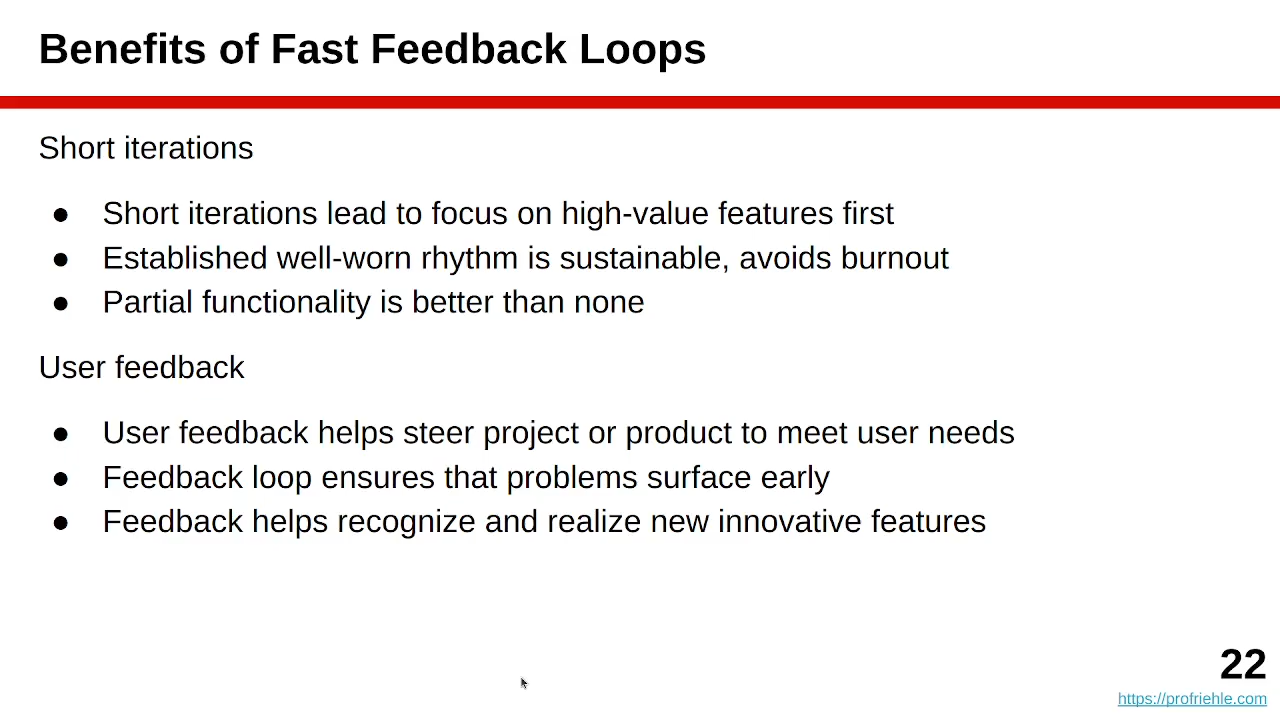 Benefits of Fast Feedback Loops
Short iterations
● Short iterations lead to focus on high-value features first
● Established well-worn rhythm is sustainable, avoids burnout
● Partial functionality is better than none
User feedback
● User feedback helps steer project or product to meet user needs
● Feedback loop ensures that problems surface early
● Feedback helps recognize and realize new innovative features
22
https://profriehle.com